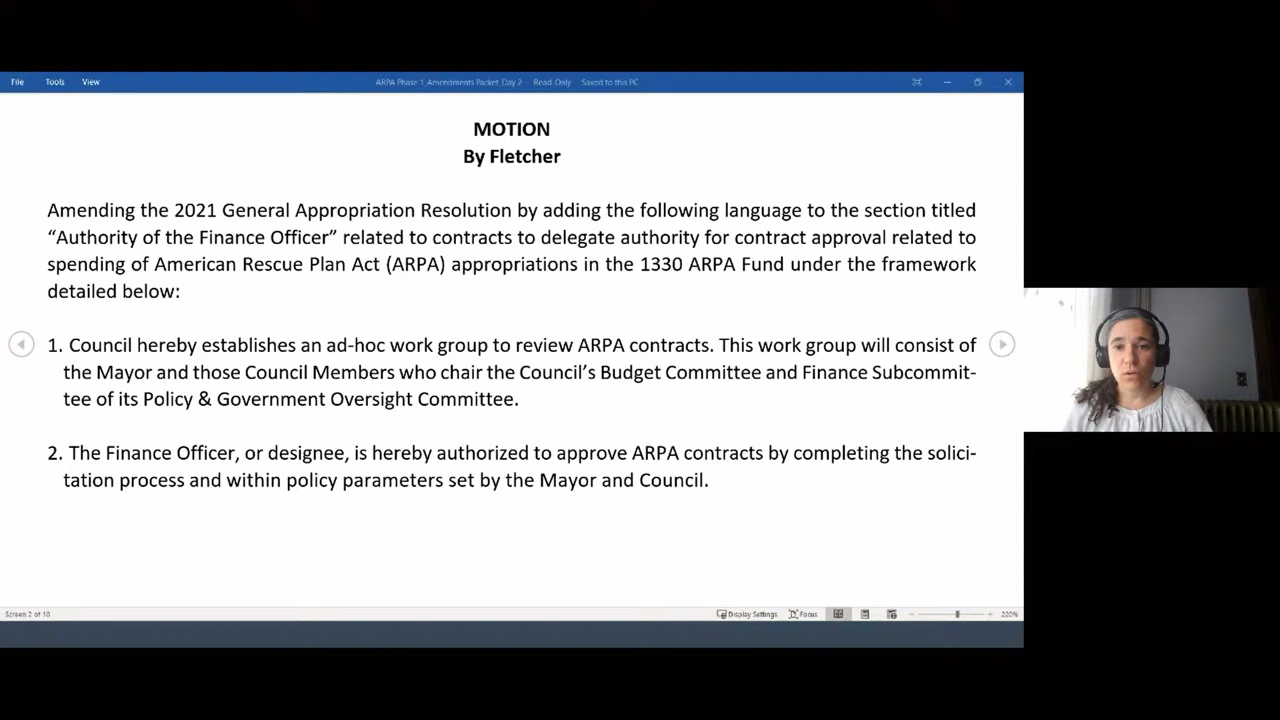 File Tools View ARPA Phase 1 Amendments Packet_Day 2 - Read-Only - Saved to this PC
MOTION
By Fletcher
Amending the 2021 General Appropriation Resolution by adding the following language to the section titled
“Authority of the Finance Officer” related to contracts to delegate authority for contract approval related to
spending of American Rescue Plan Act (ARPA) appropriations in the 1330 ARPA Fund under the framework
detailed below:
1. Council hereby establishes an ad-hoc work group to review ARPA contracts. This work group will consist of
the Mayor and those Council Members who chair the Council’s Budget Committee and Finance Subcommit-
tee of its Policy & Government Oversight Committee.
2. The Finance Officer, or designee, is hereby authorized to approve ARPA contracts by completing the solici-
tation process and within policy parameters set by the Mayor and Council.
Screen 2 of 10 Display Settings Focus 220%